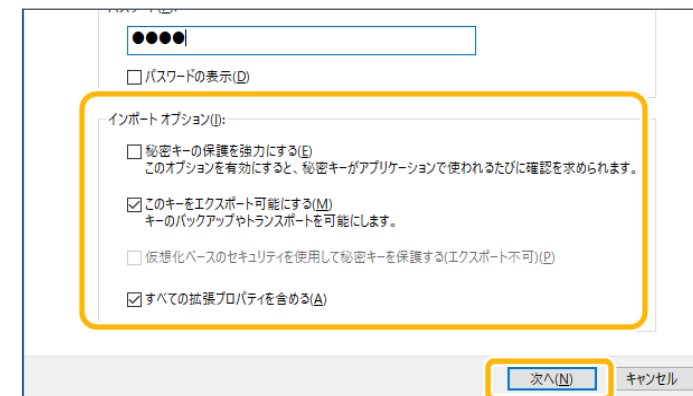 ●●●●
パスワードの表示(D)
インポート オプション(I):
秘密キーの保護を強力にする(E)
このオプションを有効にすると、秘密キーがアプリケーションで使われるたびに確認を求められます。
このキーをエクスポート可能にする(M)
キーのバックアップやトランスポートを可能にします。
仮想化ベースのセキュリティを使用して秘密キーを保護する(エクスポート不可)(P)
すべての拡張プロパティを含める(A)
次へ(N)
キャンセル